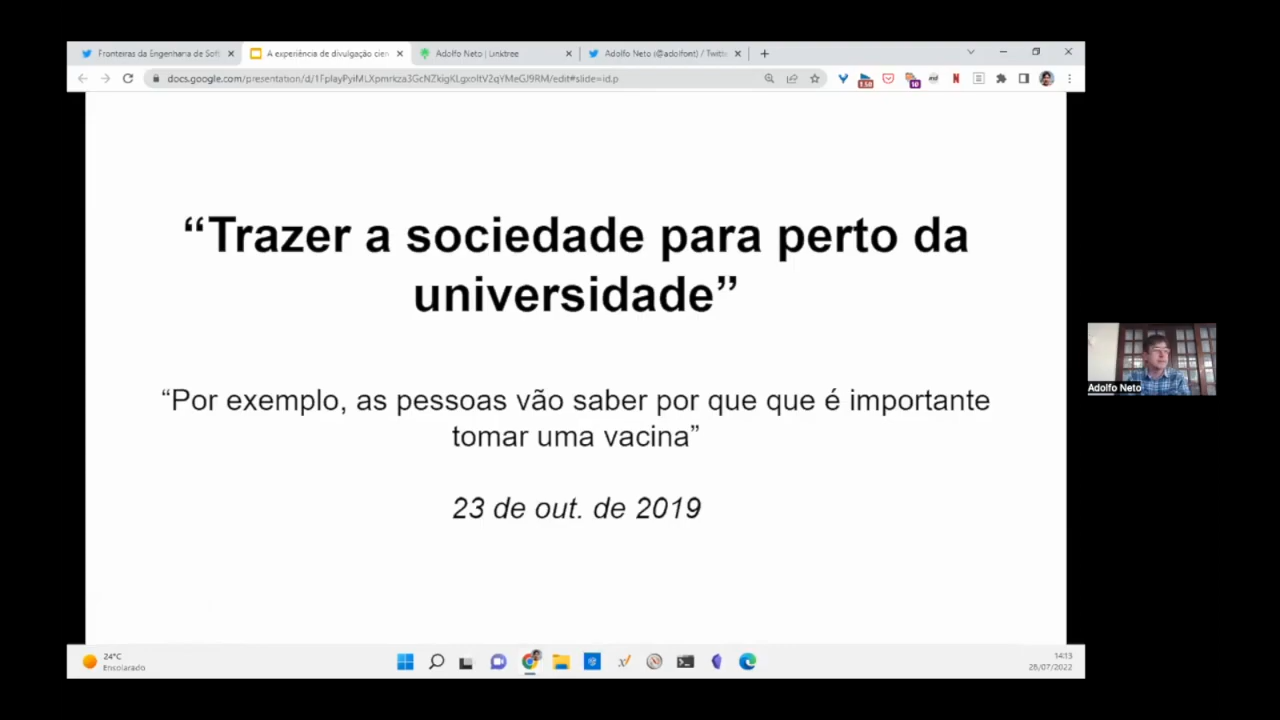 Fronteiras da Engenharia de Soft
A experiência de divulgação cien
Adolfo Neto | Linktree
Adolfo Neto (@adolfont) / Twitte
docs.google.com/presentation/d/
edit#slide=id.p
“Trazer a sociedade para perto da
universidade”
“Por exemplo, as pessoas vão saber por que que é importante
tomar uma vacina”
23 de out. de 2019
Adolfo Neto
24°C
Ensolarado
14:13
28/07/2022